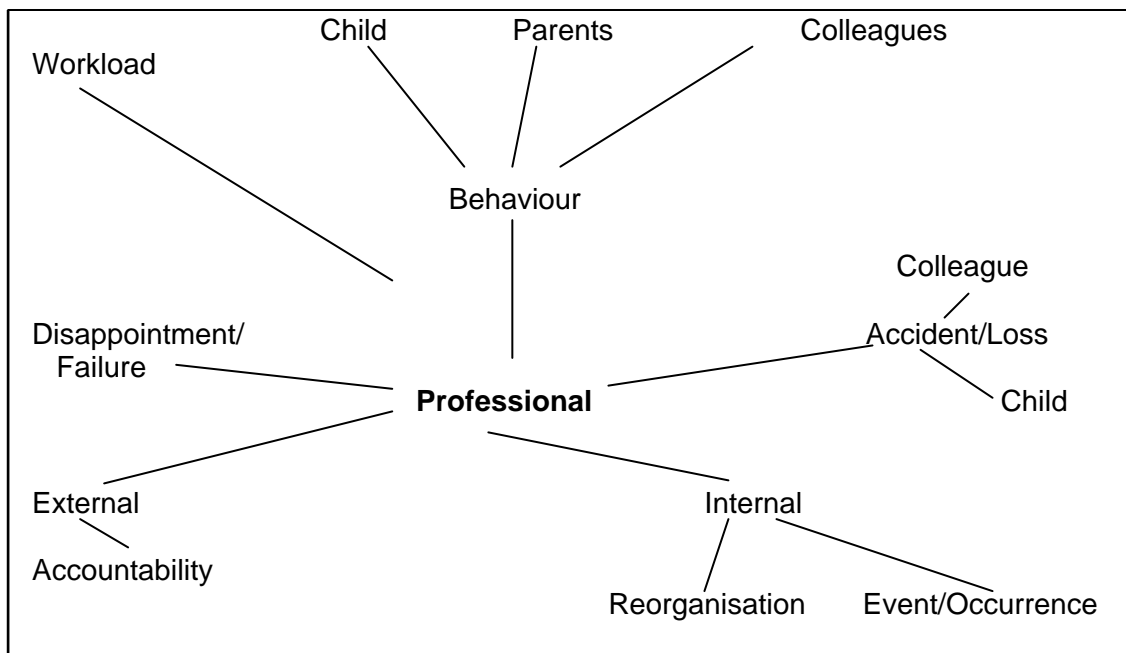 Child Parents Colleagues
Workload
Behaviour
Colleague
Disappointment/
Failure
Accident/Loss
Professional
Child
External
Internal
Accountability
Reorganisation
Event/Occurrence